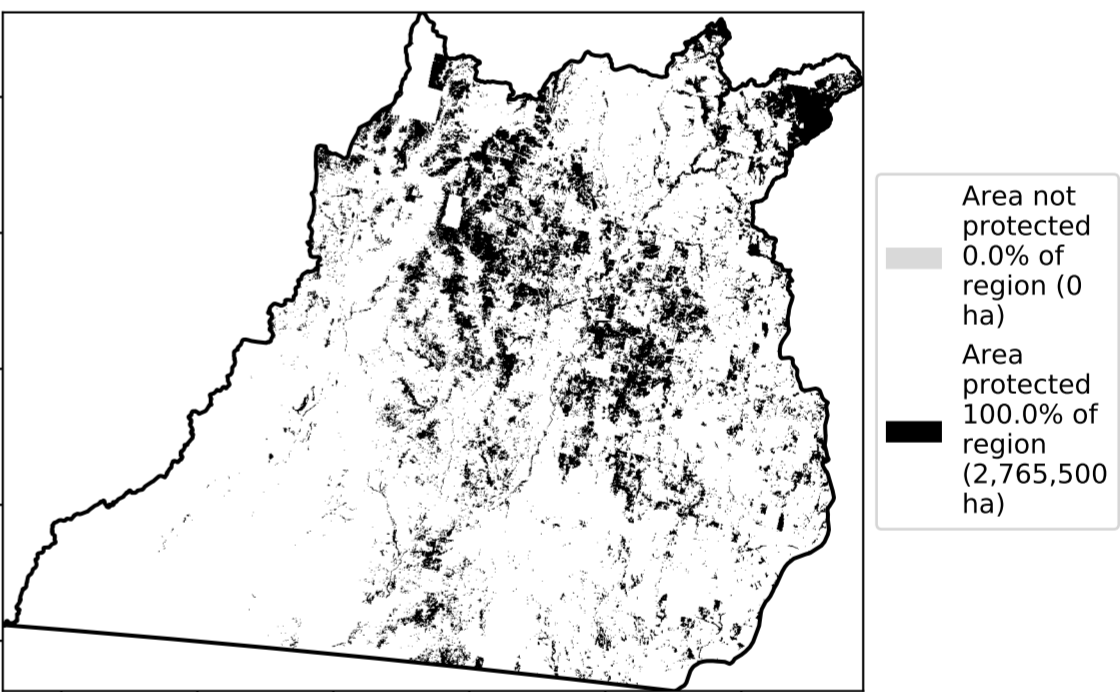 Area not
protected
0.0% of
region (0
ha)
Area
protected
100.0% of
region
(2,765,500
ha)